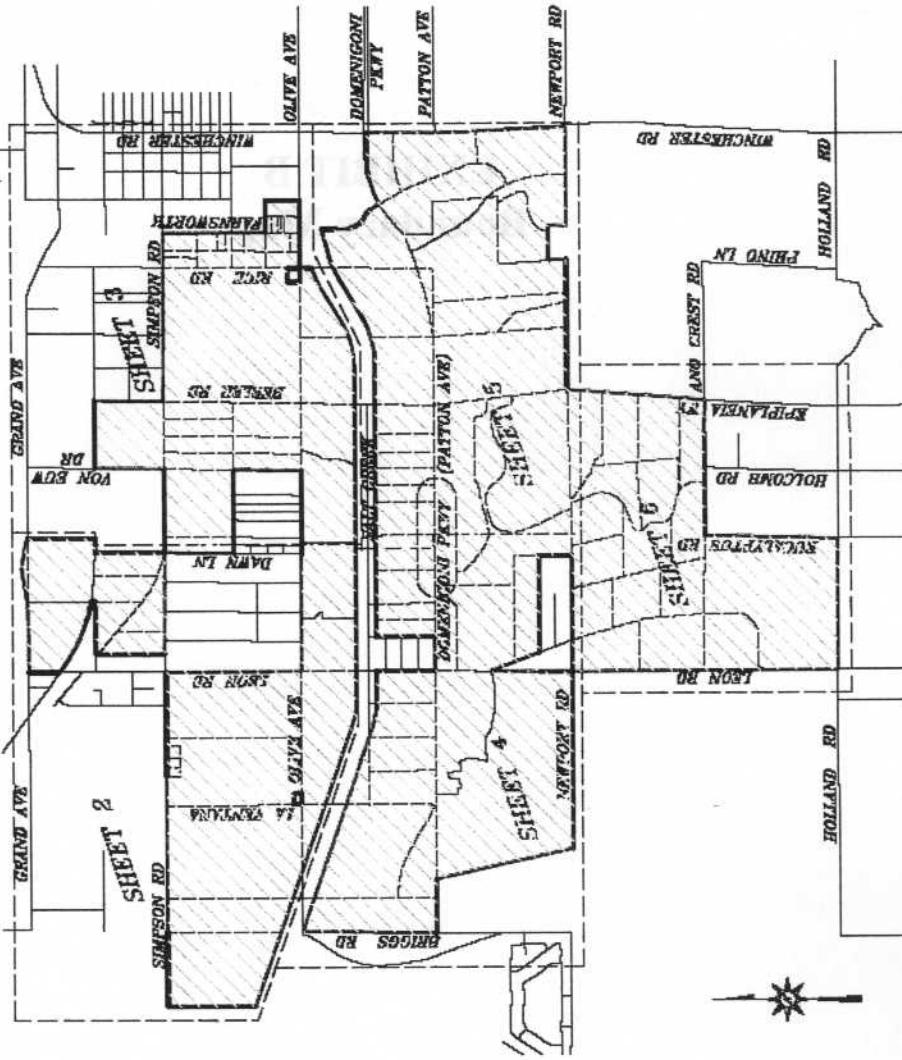 OLIVE AVE
DOMENIGONI
PKWY
PATTON AVE
NEWPORT RD
WINCHESTER RD
WINCHESTER RD
HOLLAND RD
FARNSWORTH
SIMPSON RD
RICE RD
PHINO LN
SHEET 3
BEELER RD
ANO CREST RD
GRAND AVE
VON EUW
DR
(PATTON AVE)
SHEET 5
EPIPLANEIA
HOLCOMB RD
DAWN LN
DOMENIGONI PKWY
SHEET 6
EUCALYPTUS RD
LEON RD
LEON RD
OLIVE AVE
NEWPORT RD
SHEET 4
LA VENTANA
SHEET 2
GRAND AVE
SIMPSON RD
HOLLAND RD
BRIGGS RD